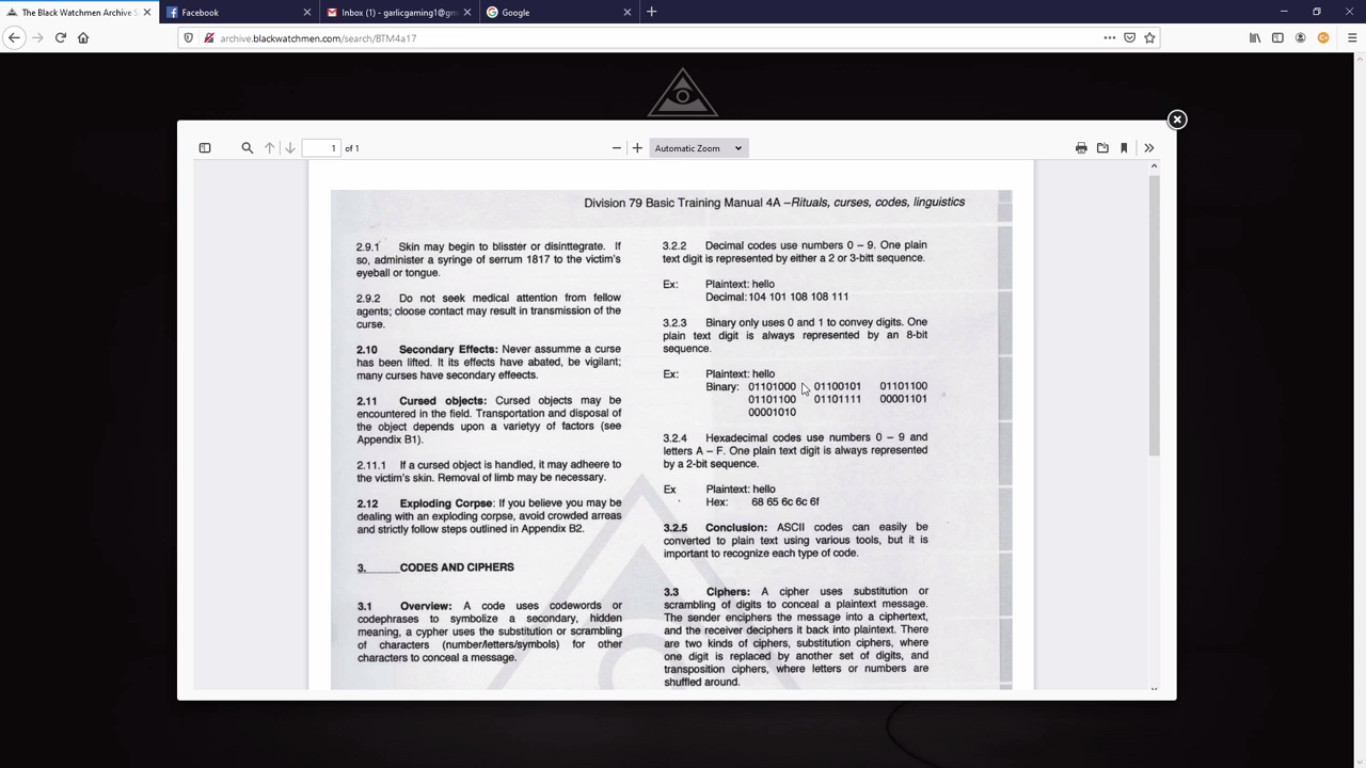 The Black Watchmen Archive S
Facebook
Inbox (1) - garlicgaming1@gm
Google
archive.blackwatchmen.com/search/BTM4a17
1 of 1
Automatic Zoom
Division 79 Basic Training Manual 4A –Rituals, curses, codes, linguistics
2.9.1 Skin may begin to blisster or disinttegrate. If
so, administer a syringe of serrum 1817 to the victim's
eyeball or tongue.
2.9.2 Do not seek medical attention from fellow
agents; cloose contact may result in transmission of the
curse.
2.10 Secondary Effects: Never assumme a curse
has been lifted. It its effects have abated, be vigilant;
many curses have secondary effeects.
2.11 Cursed objects: Cursed objects may be
encountered in the field. Transportation and disposal of
the object depends upon a varietyy of factors (see
Appendix B1).
2.11.1 If a cursed object is handled, it may adheere to
the victim's skin. Removal of limb may be necessary.
2.12 Exploding Corpse: If you believe you may be
dealing with an exploding corpse, avoid crowded arreas
and strictly follow steps outlined in Appendix B2.
3.______CODES AND CIPHERS
3.1 Overview: A code uses codewords or
codephrases to symbolize a secondary, hidden
meaning, a cypher uses the substitution or scrambling
of characters (number/letters/symbols) for other
characters to conceal a message.
3.2.2 Decimal codes use numbers 0 – 9. One plain
text digit is represented by either a 2 or 3-bitt sequence.
Ex: Plaintext: hello
Decimal: 104 101 108 108 111
3.2.3 Binary only uses 0 and 1 to convey digits. One
plain text digit is always represented by an 8-bit
sequence.
Ex: Plaintext: hello
Binary: 01101000 01100101 01101100
01101100 01101111 00001101
00001010
3.2.4 Hexadecimal codes use numbers 0 – 9 and
letters A – F. One plain text digit is always represented
by a 2-bit sequence.
Ex Plaintext: hello
Hex: 68 65 6c 6c 6f
3.2.5 Conclusion: ASCII codes can easily be
converted to plain text using various tools, but it is
important to recognize each type of code.
3.3 Ciphers: A cipher uses substitution or
scrambling of digits to conceal a plaintext message.
The sender enciphers the message into a ciphertext,
and the receiver deciphers it back into plaintext. There
are two kinds of ciphers, substitution ciphers, where
one digit is replaced by another set of digits, and
transposition ciphers, where letters or numbers are
shuffled around.